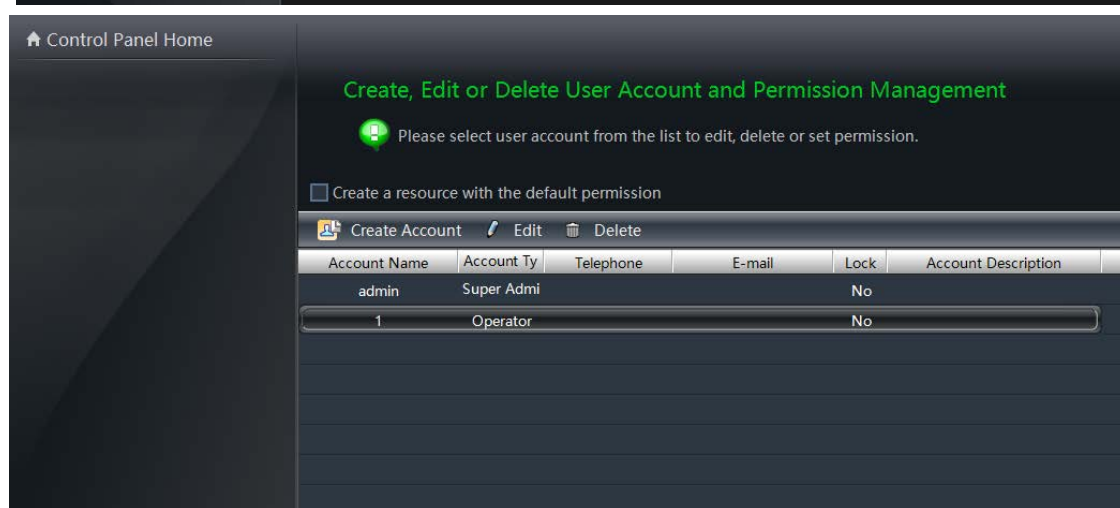 Control Panel Home
Create, Edit or Delete User Account and Permission Management
Please select user account from the list to edit, delete or set permission.
Create a resource with the default permission
Create Account Edit Delete
Account Name Account Ty Telephone E-mail Lock Account Description
admin Super Admi No
1 Operator No